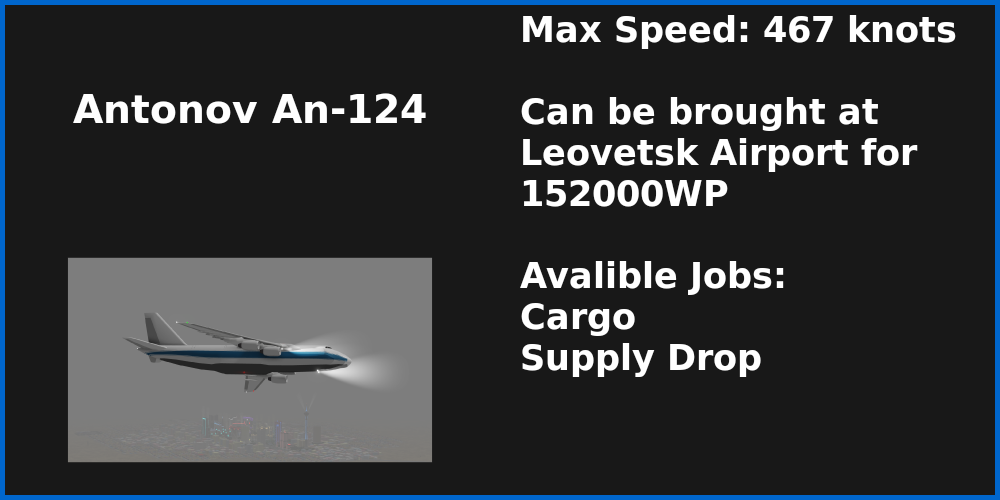 Antonov An-124
Max Speed: 467 knots
Can be brought at
Leovetsk Airport for
152000WP
Avalible Jobs:
Cargo
Supply Drop